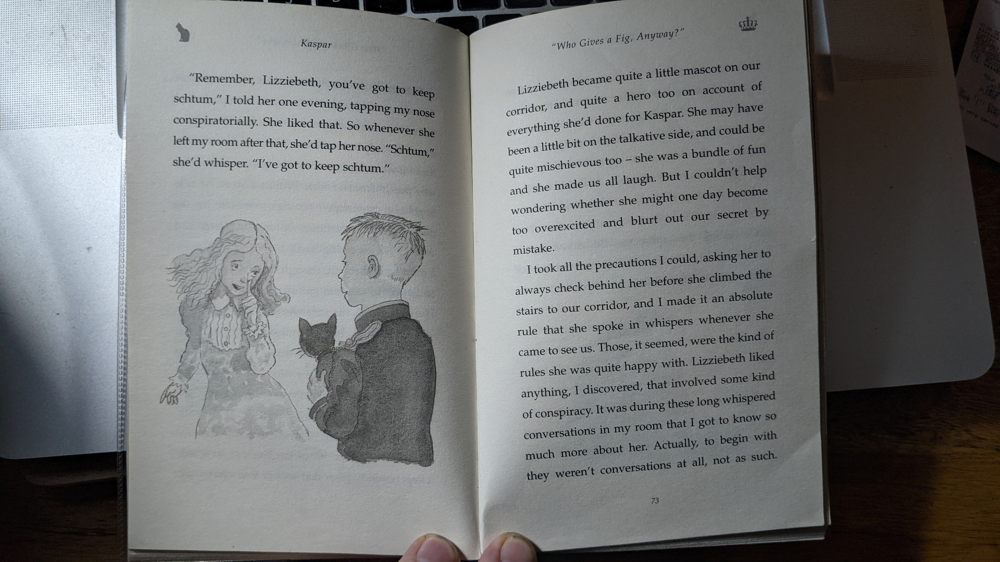 Kaspar
“Remember, Lizziebeth, you’ve got to keep
schtum,” I told her one evening, tapping my nose
conspiratorially. She liked that. So whenever she
left my room after that, she’d tap her nose. “Schtum,”
she’d whisper. “I’ve got to keep schtum.”
“Who Gives a Fig, Anyway?”
Lizziebeth became quite a little mascot on our
corridor, and quite a hero too on account of
everything she’d done for Kaspar. She may have
been a little bit on the talkative side, and could be
quite mischievous too – she was a bundle of fun
and she made us all laugh. But I couldn’t help
wondering whether she might one day become
too overexcited and blurt out our secret by
mistake.
I took all the precautions I could, asking her to
always check behind her before she climbed the
stairs to our corridor, and I made it an absolute
rule that she spoke in whispers whenever she
came to see us. Those, it seemed, were the kind of
rules she was quite happy with. Lizziebeth liked
anything, I discovered, that involved some kind
of conspiracy. It was during these long whispered
conversations in my room that I got to know so
much more about her. Actually, to begin with
they weren’t conversations at all, not as such.
73